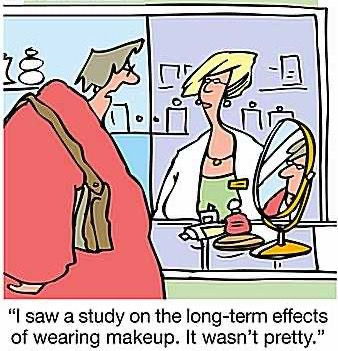 “I saw a study on the long-term effects
of wearing makeup. It wasn’t pretty.”